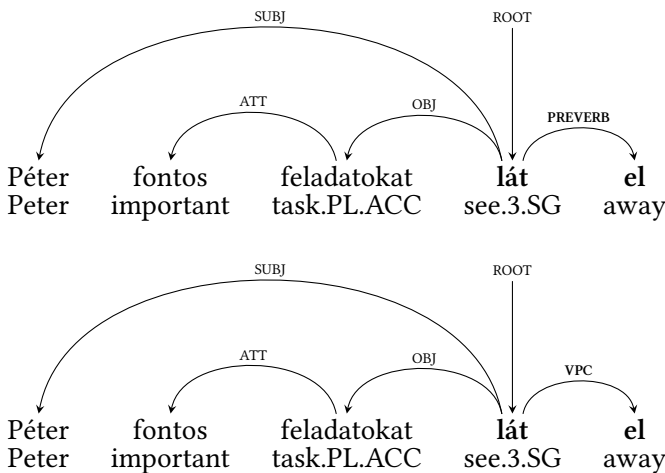 SUBJ ROOT
ATT OBJ PREVERB
Péter fontos feladatokat lát el
Peter important task.PL.ACC see.3.SG away
SUBJ ROOT
ATT OBJ VPC
Péter fontos feladatokat lát el
Peter important task.PL.ACC see.3.SG away